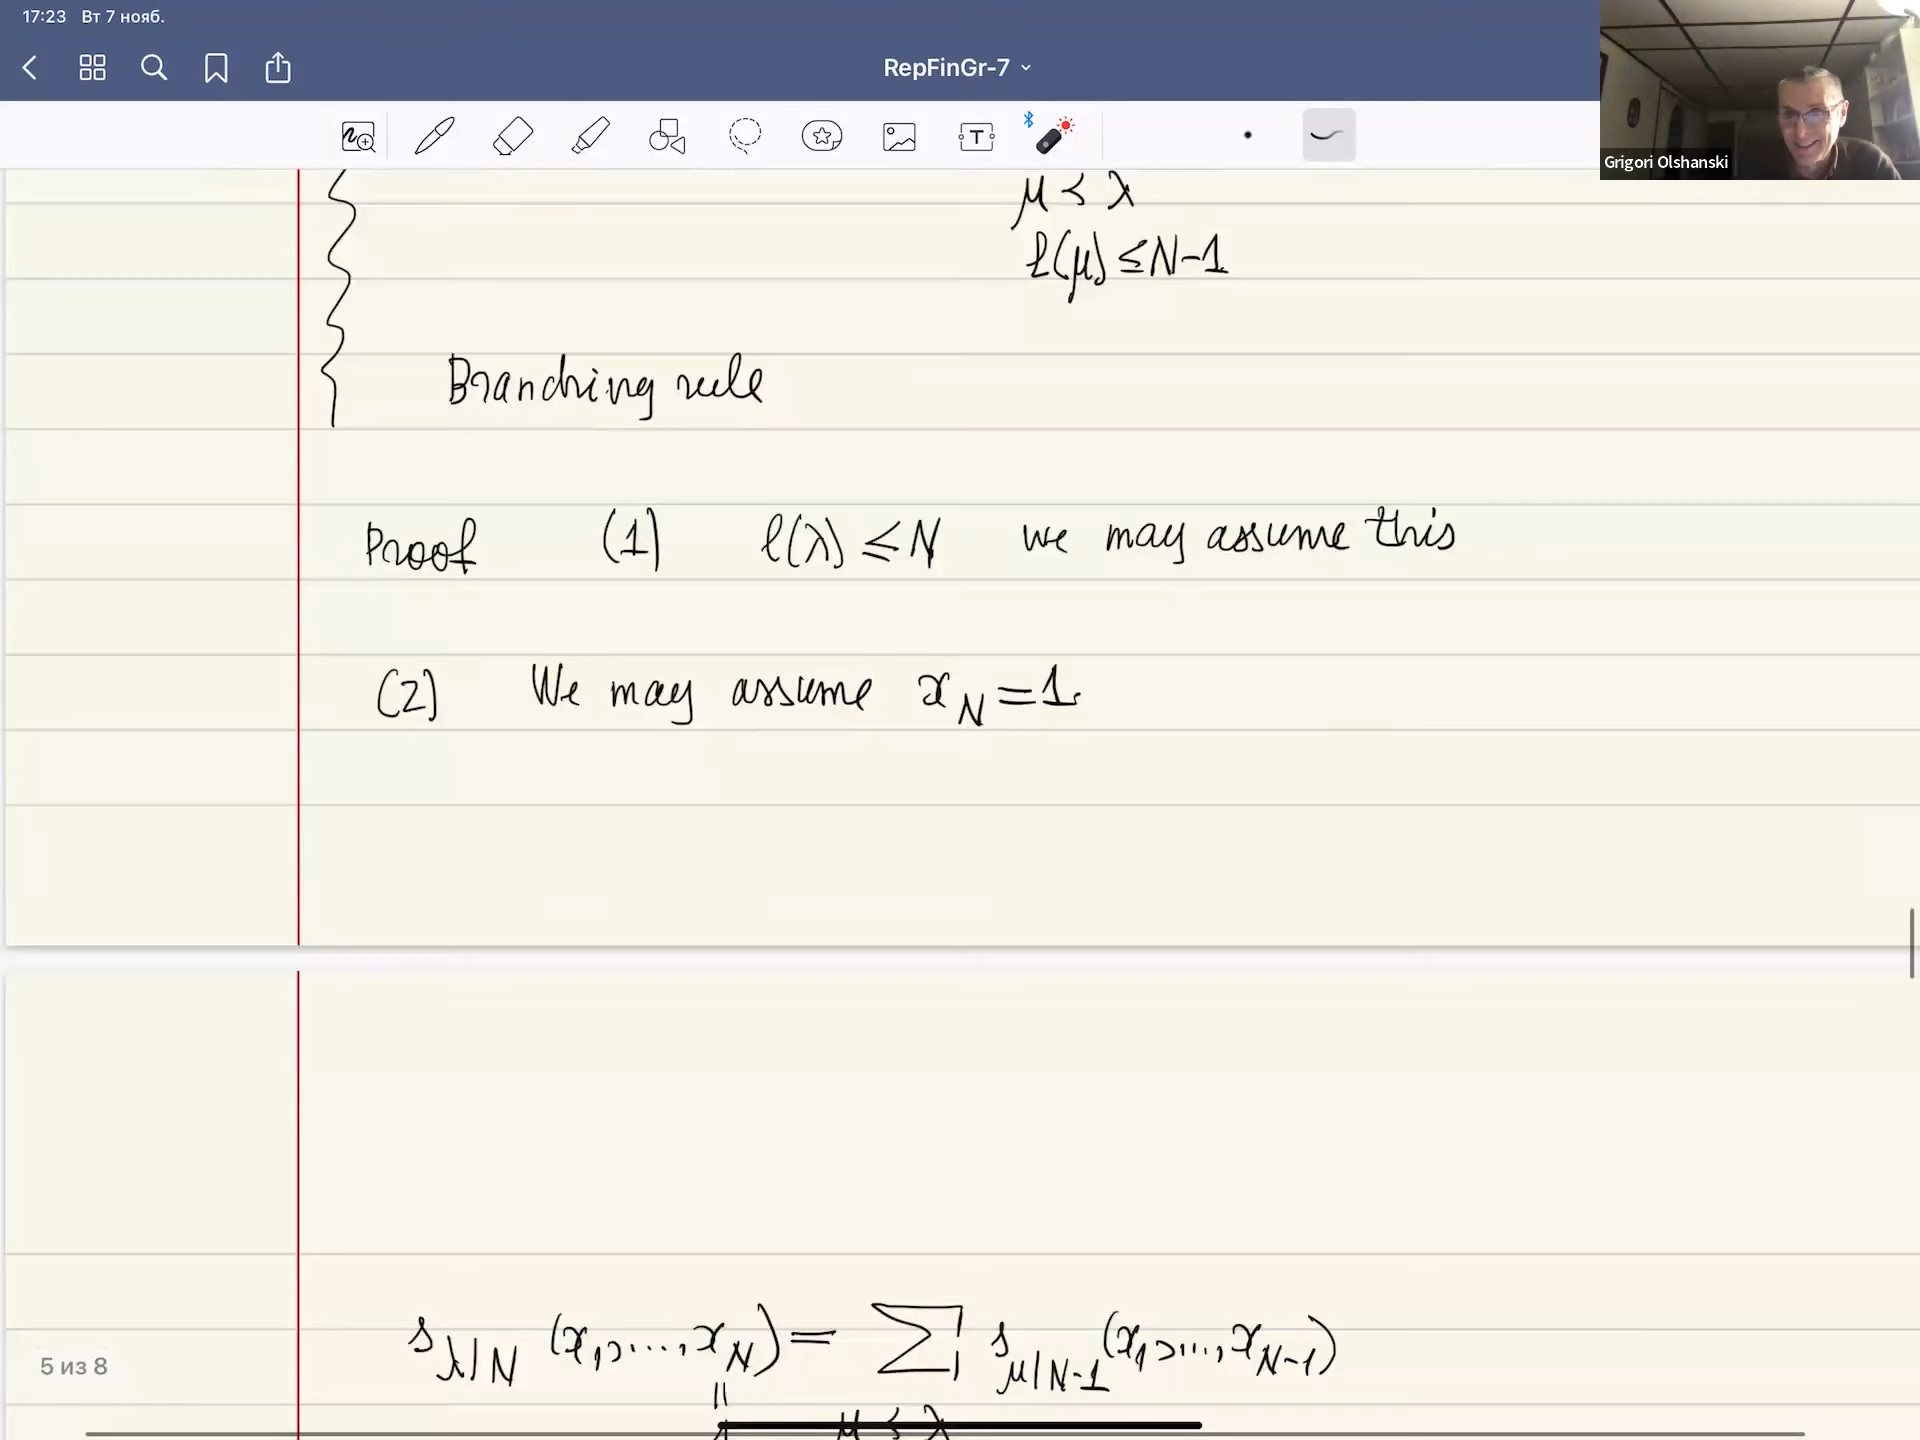 17:23 Вт 7 нояб.
RepFinGr-7
Grigori Olshanski
μ ≺ λ
ℓ(μ) ≤ N-1
Branching rule
Proof (1) ℓ(λ) ≤ N we may assume this
(2) We may assume x_N = 1.
s_{λ|N} (x_1, ..., x_N) = ∑ s_{μ|N-1} (x_1, ..., x_{N-1})
μ ≺ λ
5 из 8